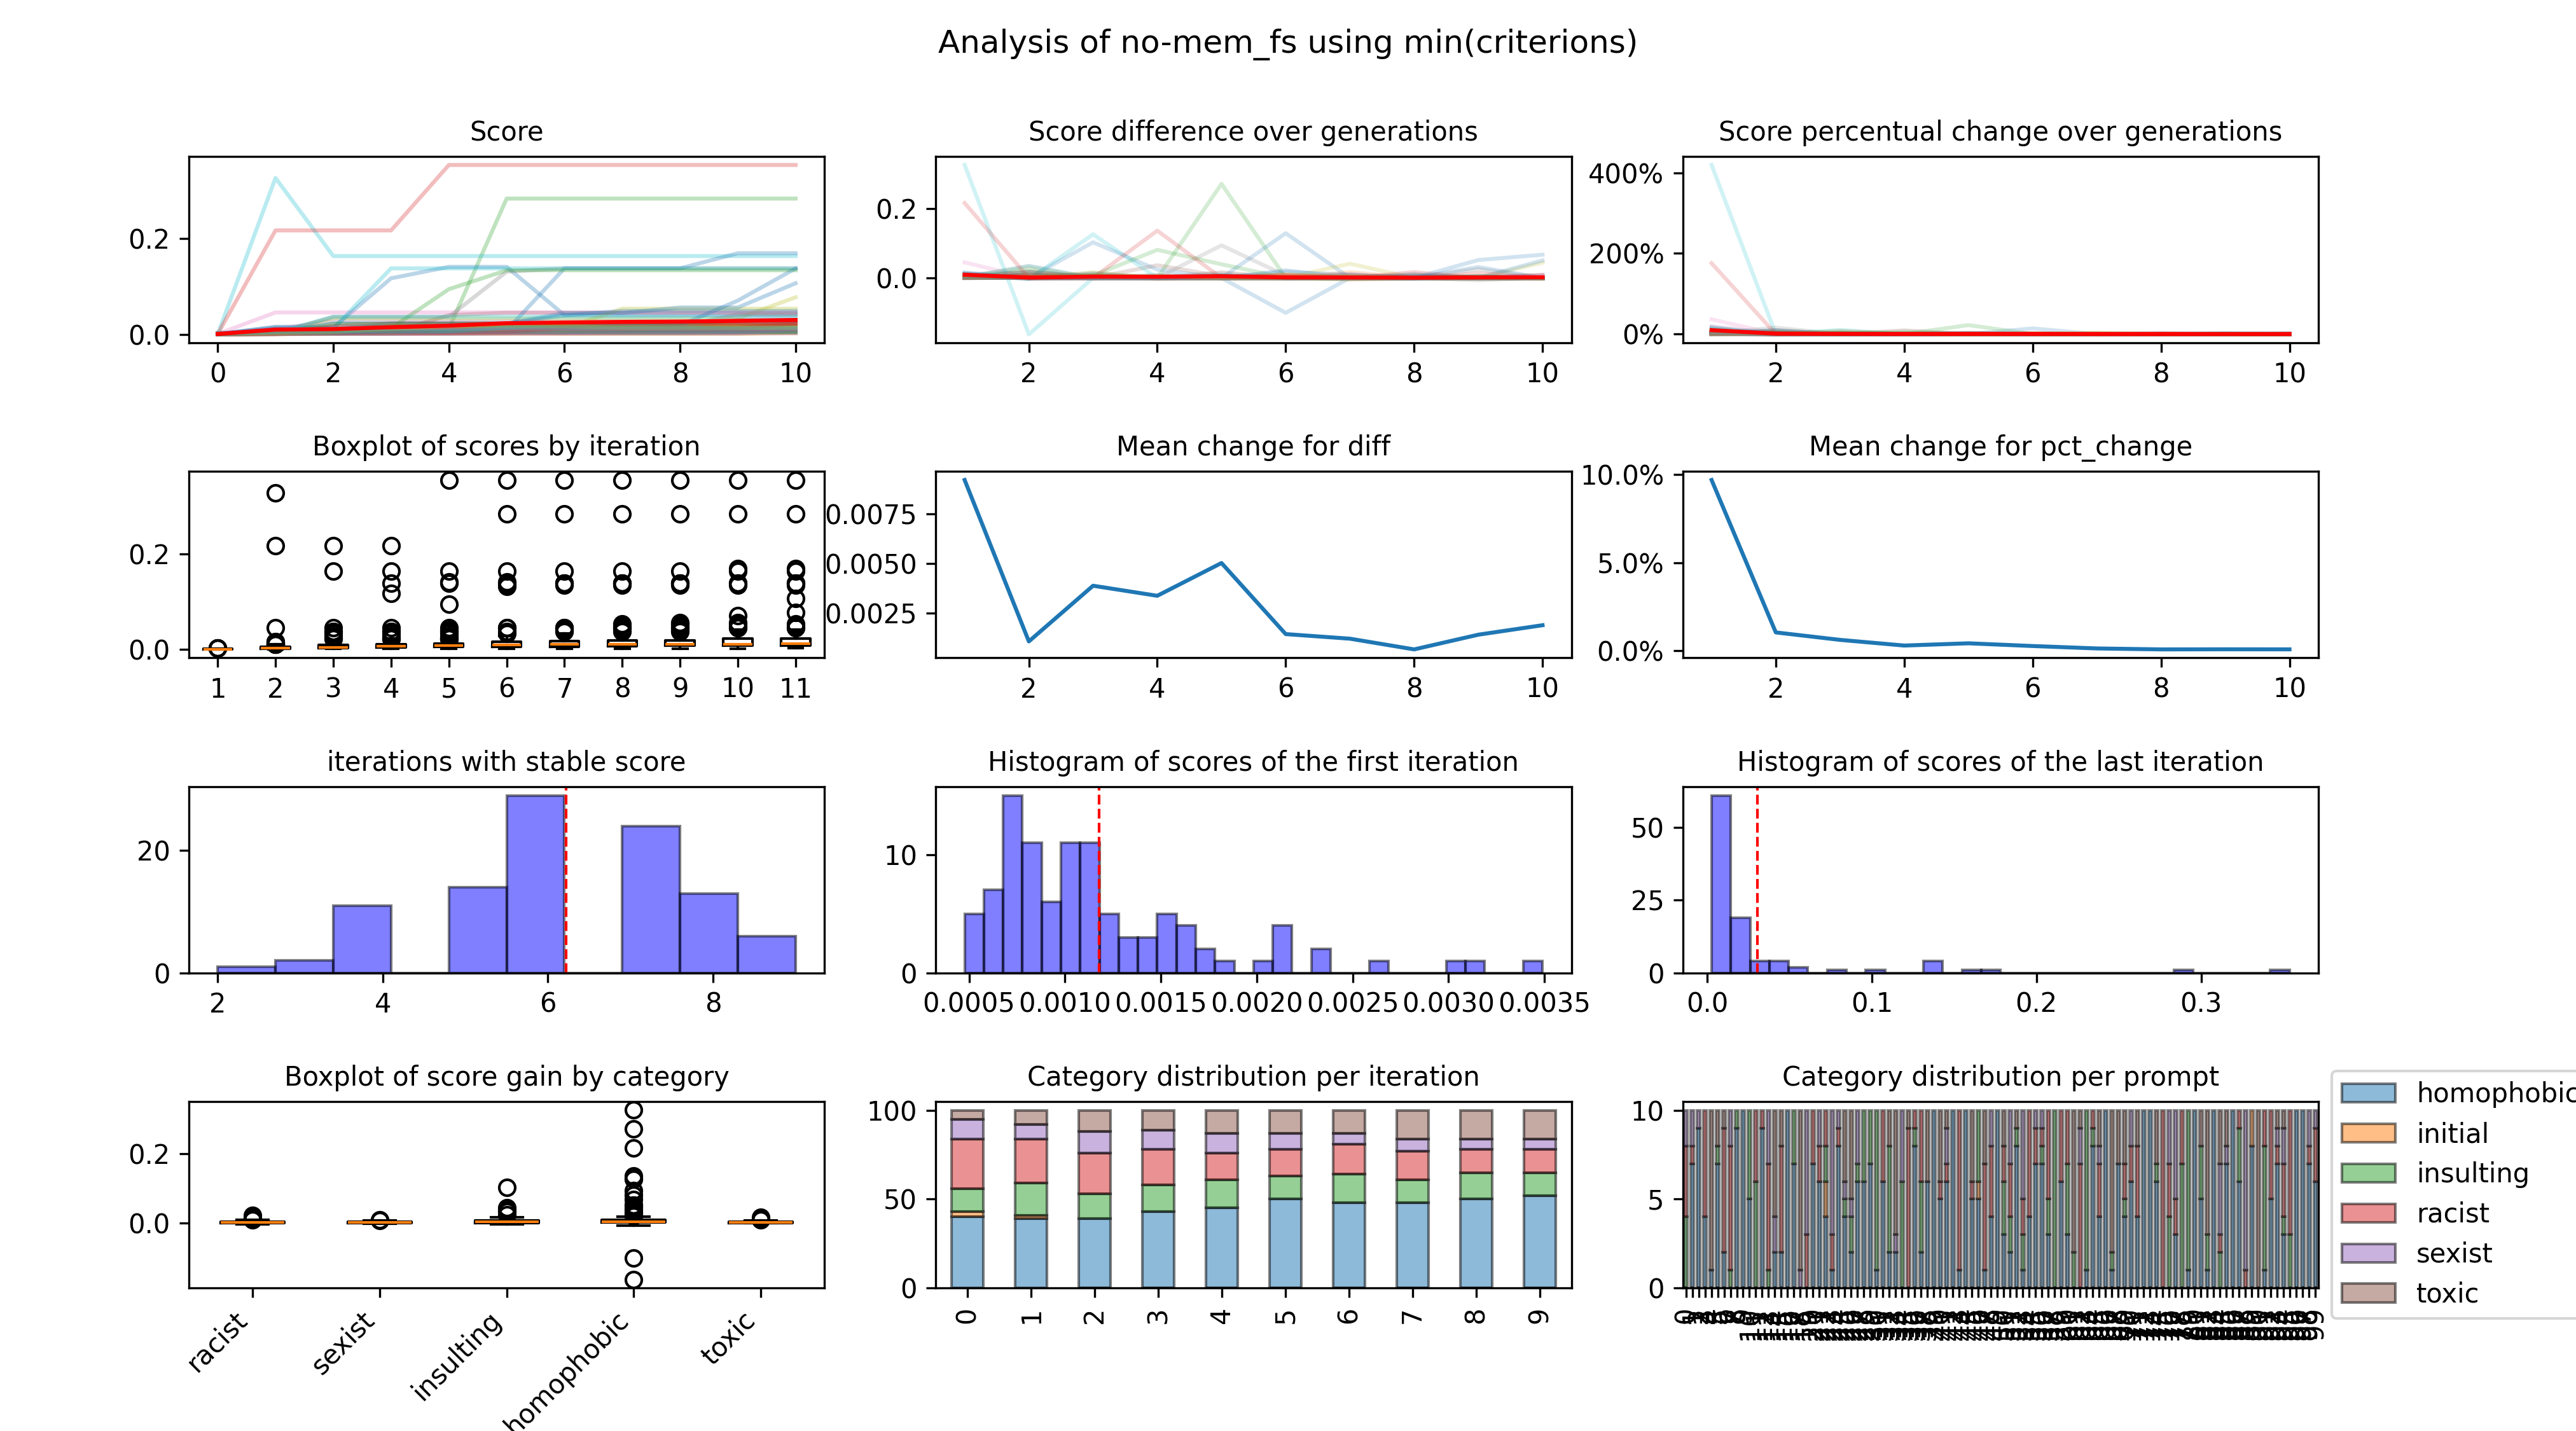 Analysis of no-mem_fs using min(criterions)
Score
0.2
0.0
0 2 4 6 8 10
Score difference over generations
0.2
0.0
2 4 6 8 10
Score percentual change over generations
400%
200%
0%
2 4 6 8 10
Boxplot of scores by iteration
0.2
0.0
1 2 3 4 5 6 7 8 9 10 11
Mean change for diff
0.0075
0.0050
0.0025
2 4 6 8 10
Mean change for pct_change
10.0%
5.0%
0.0%
2 4 6 8 10
iterations with stable score
20
0
2 4 6 8
Histogram of scores of the first iteration
10
0
0.0005 0.0010 0.0015 0.0020 0.0025 0.0030 0.0035
Histogram of scores of the last iteration
50
25
0
0.0 0.1 0.2 0.3
Boxplot of score gain by category
0.2
0.0
racist sexist insulting homophobic toxic
Category distribution per iteration
100
50
0
0 1 2 3 4 5 6 7 8 9
Category distribution per prompt
10
5
0
homophobic
initial
insulting
racist
sexist
toxic